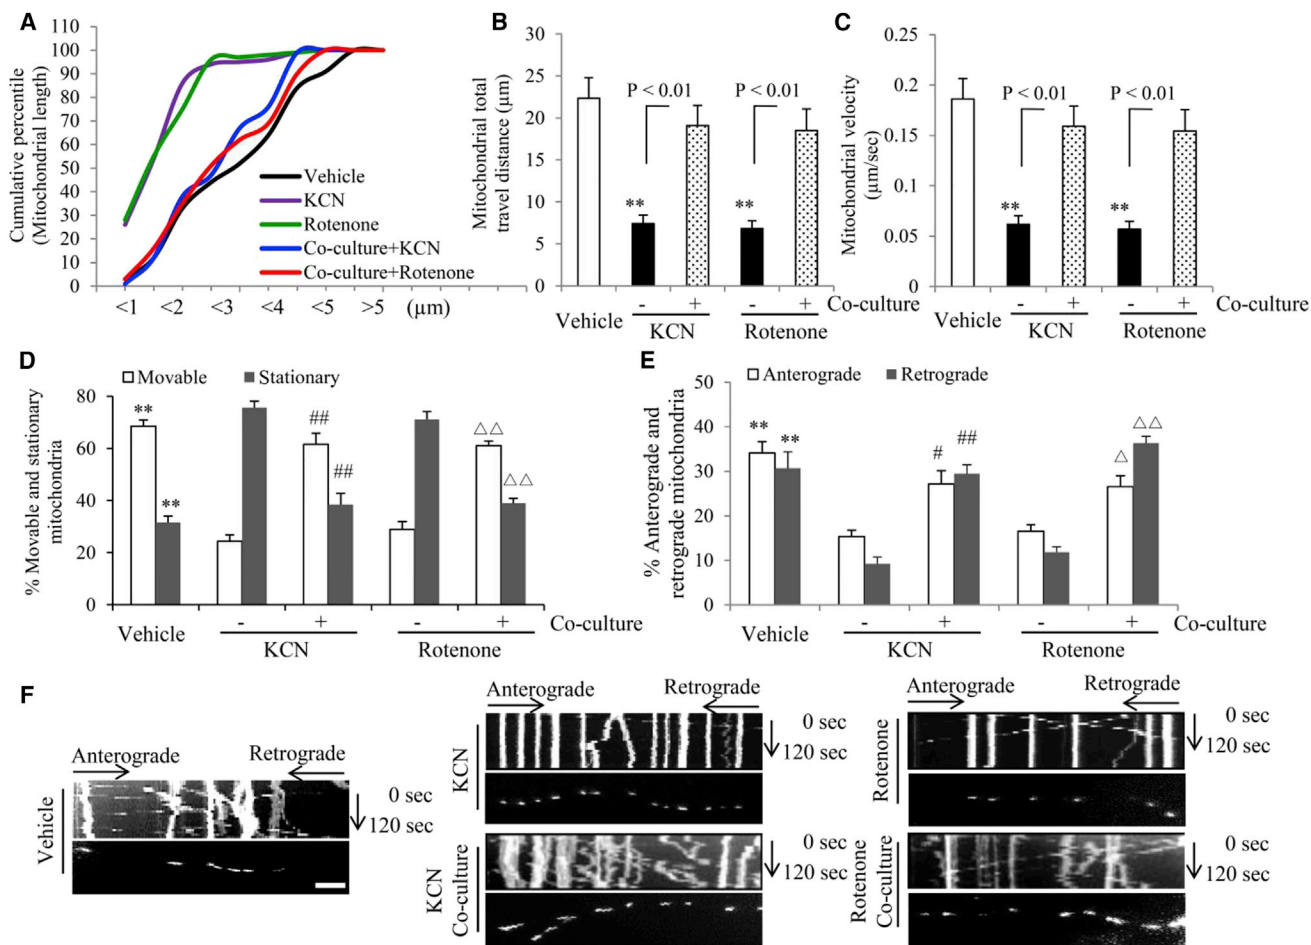 A
Cumulative percentile
(Mitochondrial length)
110
100
90
80
70
60
50
40
30
20
10
0
Vehicle
KCN
Rotenone
Co-culture+KCN
Co-culture+Rotenone
<1 <2 <3 <4 <5 >5 (µm)
B
Mitochondrial total
travel distance (µm)
30
25
20
15
10
5
0
P < 0.01
P < 0.01
**
**
- + - + Co-culture
Vehicle KCN Rotenone
C
Mitochondrial velocity
(µm/sec)
0.25
0.2
0.15
0.1
0.05
0
P < 0.01
P < 0.01
**
**
- + - + Co-culture
Vehicle KCN Rotenone
D
% Movable and stationary
mitochondria
Movable Stationary
80
60
40
20
0
**
**
##
##
△△
△△
- + - + Co-culture
Vehicle KCN Rotenone
E
% Anterograde and
retrograde mitochondria
Anterograde Retrograde
50
40
30
20
10
0
**
**
#
##
△
△△
- + - + Co-culture
Vehicle KCN Rotenone
F
Anterograde Retrograde
Vehicle
0 sec
120 sec
Anterograde Retrograde
KCN
0 sec
120 sec
KCN
Co-culture
0 sec
120 sec
Anterograde Retrograde
Rotenone
0 sec
120 sec
Rotenone
Co-culture
0 sec
120 sec